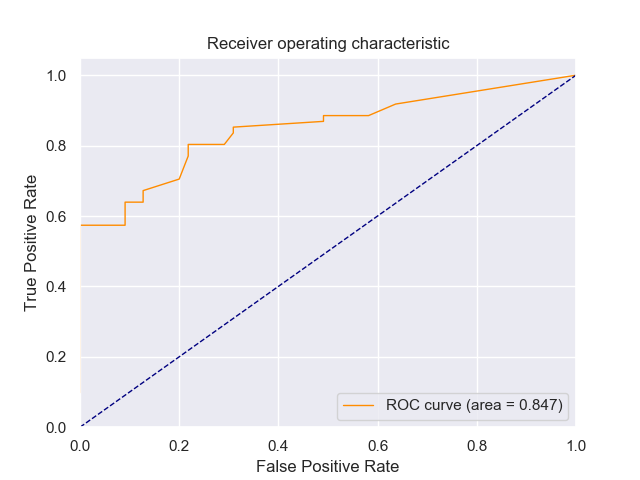 Receiver operating characteristic
True Positive Rate
1.0
0.8
0.6
0.4
0.2
0.0
ROC curve (area = 0.847)
0.0 0.2 0.4 0.6 0.8 1.0
False Positive Rate